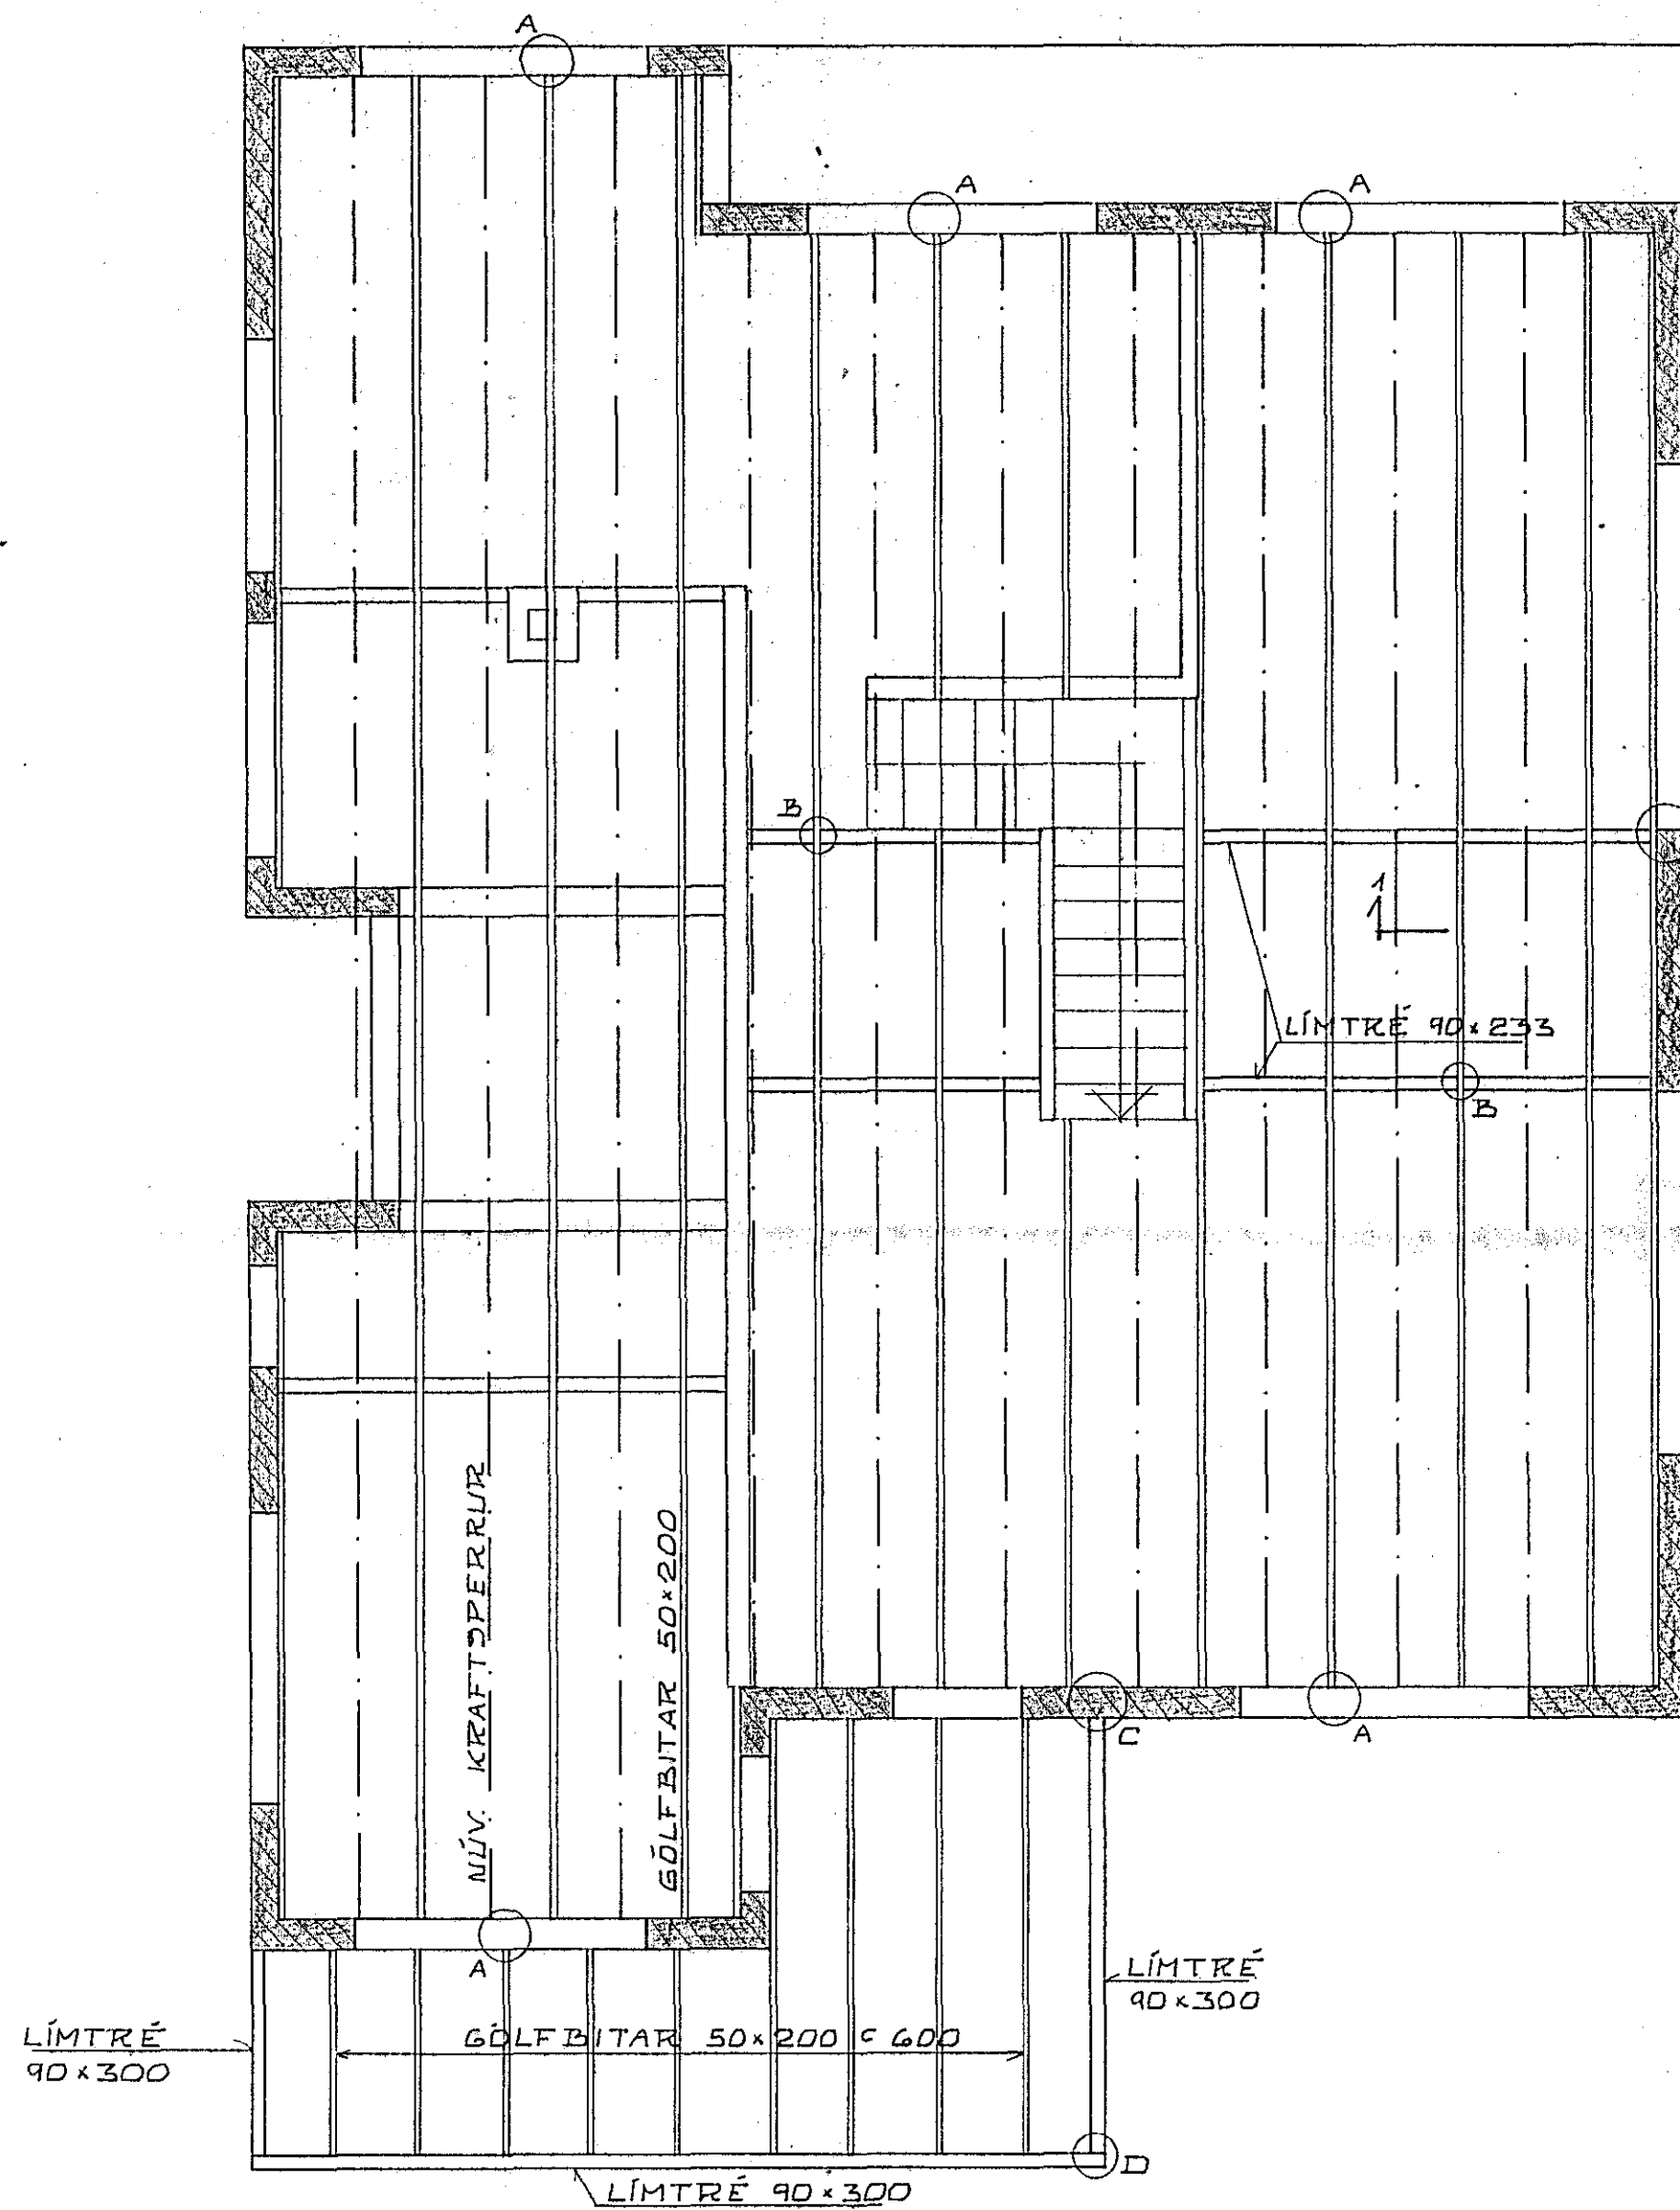 A
A
A
B
1
LÍMTRÉ 90×233
B
NÚV. KRAFTSPERRUR
GÓLFBITAR 50×200
C
A
A
LÍMTRÉ
90×300
LÍMTRÉ
90×300
GÓLFBITAR 50×200 c 600
D
LÍMTRÉ 90×300